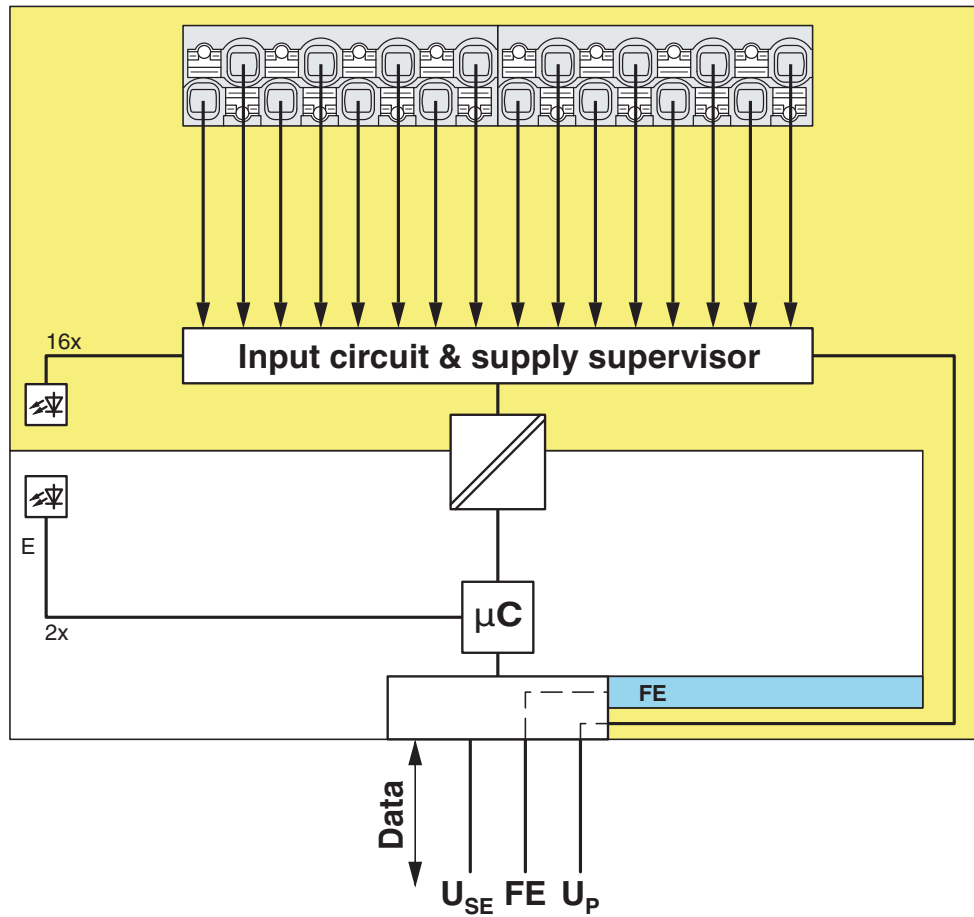 16x
Input circuit & supply supervisor
E
2x
µC
FE
Data
USE FE UP